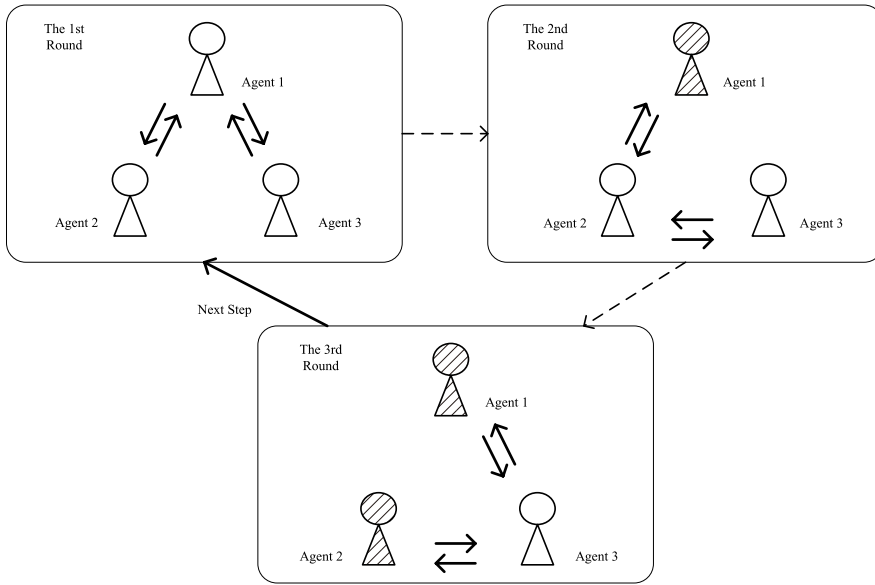 The 1st
Round
Agent 1
Agent 2
Agent 3
The 2nd
Round
Agent 1
Agent 2
Agent 3
Next Step
The 3rd
Round
Agent 1
Agent 2
Agent 3